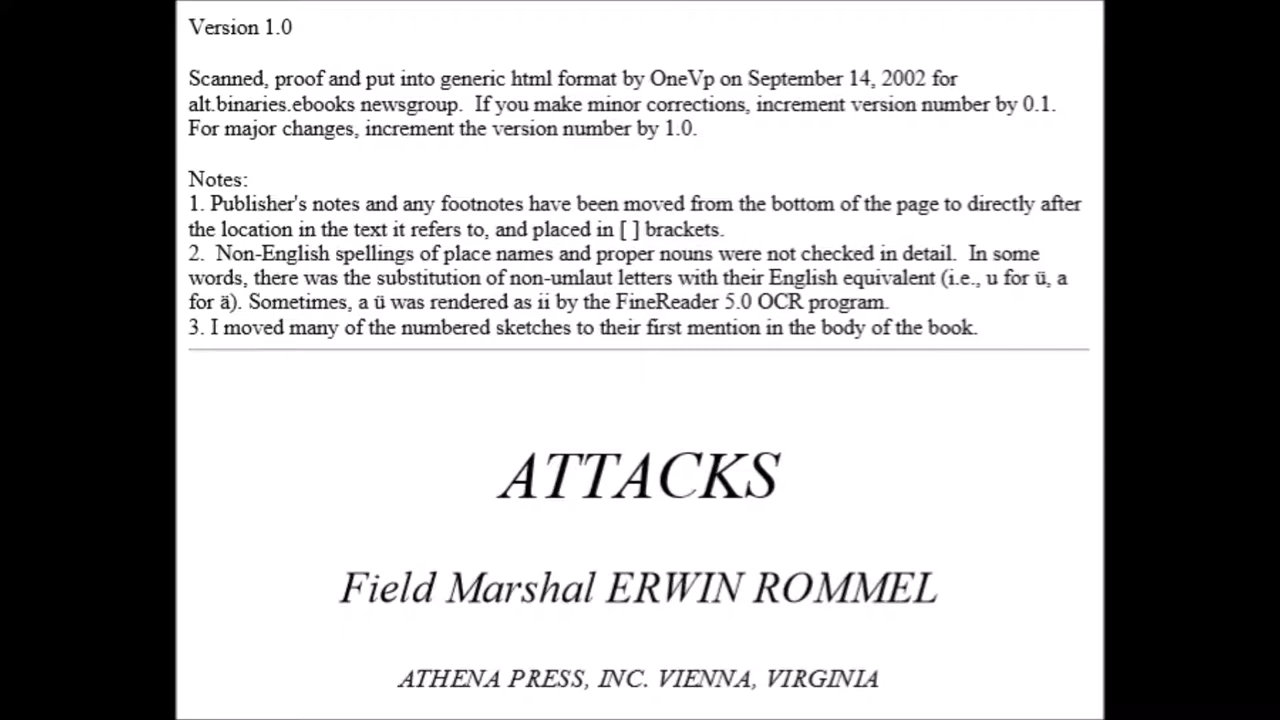 Version 1.0
Scanned, proof and put into generic html format by OneVp on September 14, 2002 for
alt.binaries.ebooks newsgroup.  If you make minor corrections, increment version number by 0.1.
For major changes, increment the version number by 1.0.
Notes:
1. Publisher's notes and any footnotes have been moved from the bottom of the page to directly after
the location in the text it refers to, and placed in [ ] brackets.
2.  Non-English spellings of place names and proper nouns were not checked in detail.  In some
words, there was the substitution of non-umlaut letters with their English equivalent (i.e., u for ü, a
for ä). Sometimes, a ü was rendered as ii by the FineReader 5.0 OCR program.
3. I moved many of the numbered sketches to their first mention in the body of the book.
ATTACKS
Field Marshal ERWIN ROMMEL
ATHENA PRESS, INC. VIENNA, VIRGINIA